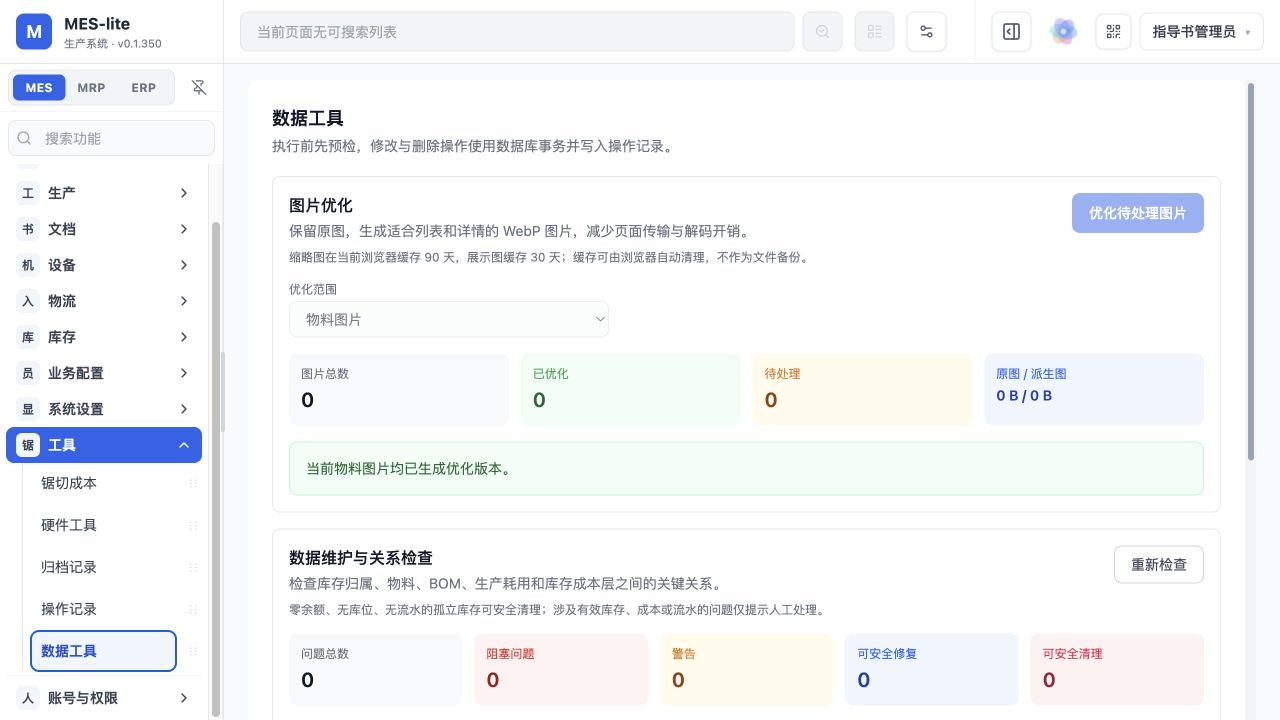 M
MES-lite
生产系统 · v0.1.350
当前页面无可搜索列表
指导书管理员
MES
MRP
ERP
搜索功能
工 生产
书 文档
机 设备
入 物流
库 库存
员 业务配置
显 系统设置
锯 工具
锯切成本
硬件工具
归档记录
操作记录
数据工具
人 账号与权限
数据工具
执行前先预检，修改与删除操作使用数据库事务并写入操作记录。
图片优化
优化待处理图片
保留原图，生成适合列表和详情的 WebP 图片，减少页面传输与解码开销。
缩略图在当前浏览器缓存 90 天，展示图缓存 30 天；缓存可由浏览器自动清理，不作为文件备份。
优化范围
物料图片
图片总数
0
已优化
0
待处理
0
原图 / 派生图
0 B / 0 B
当前物料图片均已生成优化版本。
数据维护与关系检查
重新检查
检查库存归属、物料、BOM、生产耗用和库存成本层之间的关键关系。
零余额、无库位、无流水的孤立库存可安全清理；涉及有效库存、成本或流水的问题仅提示人工处理。
问题总数
0
阻塞问题
0
警告
0
可安全修复
0
可安全清理
0